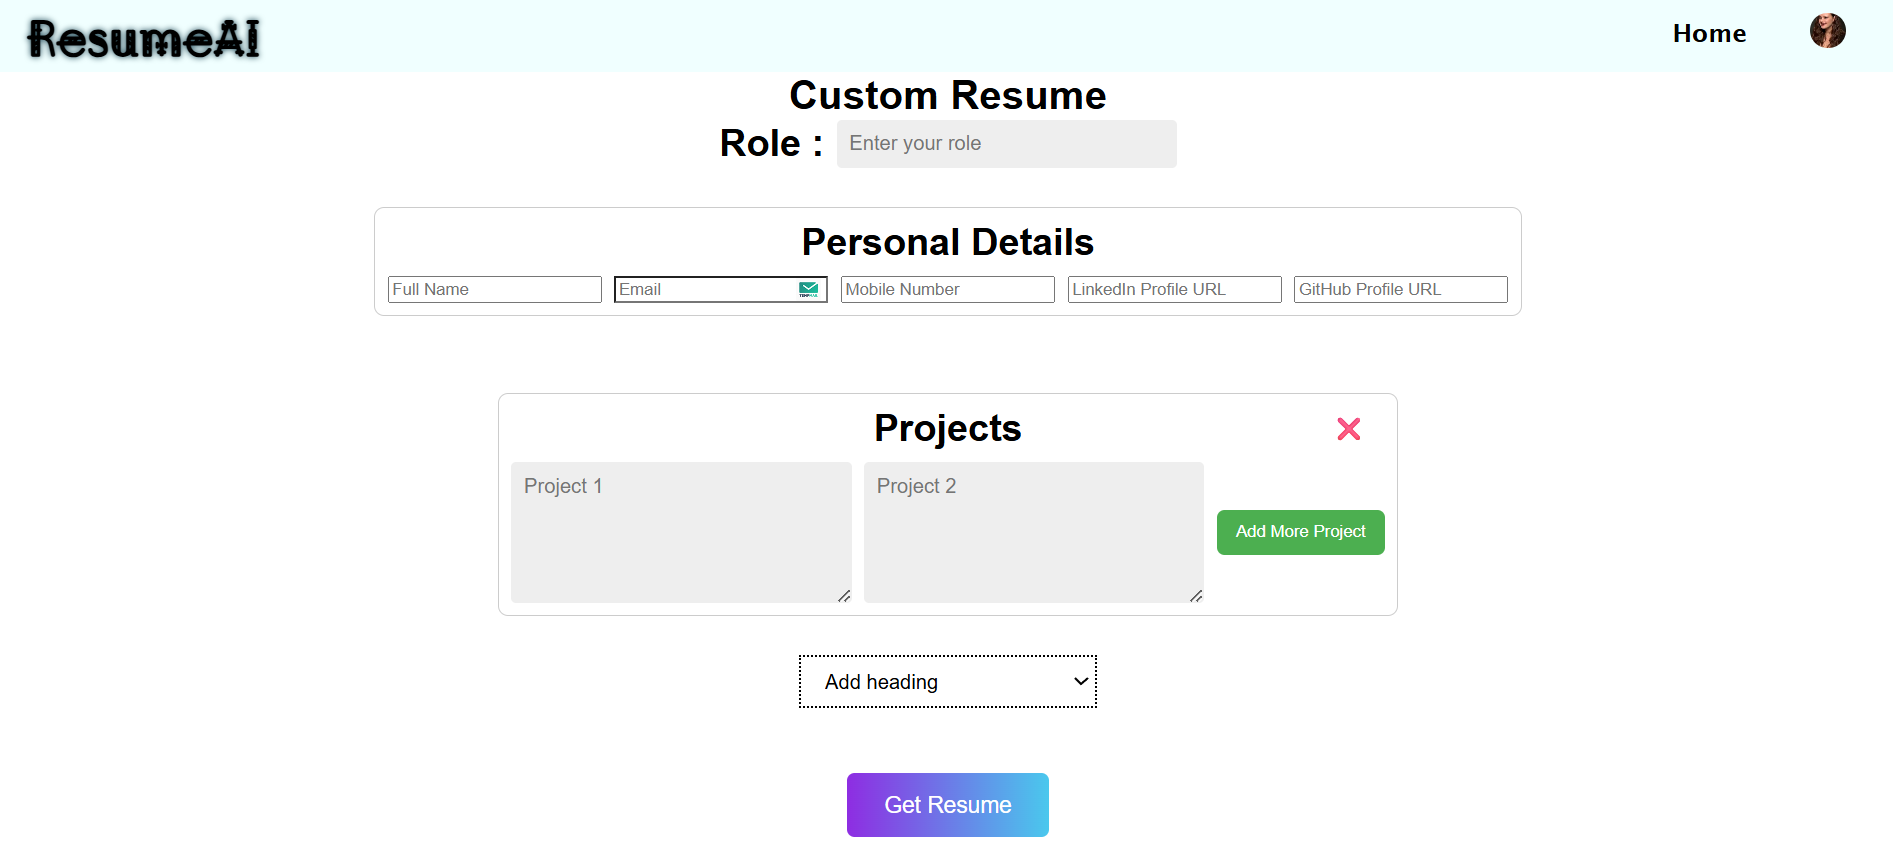 ResumeAI
Home
Custom Resume
Role :
Enter your role
Personal Details
Full Name
Email
Mobile Number
LinkedIn Profile URL
GitHub Profile URL
Projects
Project 1
Project 2
Add More Project
Add heading
Get Resume